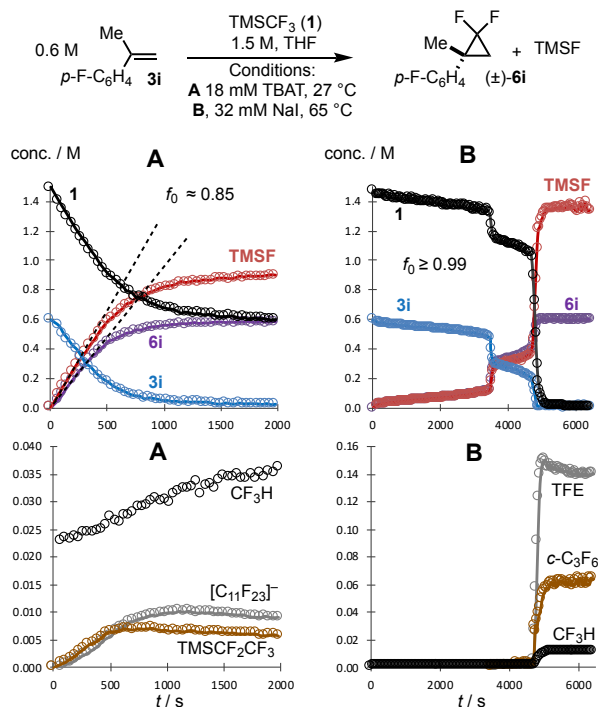 TMSCF3 (1)
0.6 M
Me
p-F-C6H4
3i
1.5 M, THF
Conditions:
A 18 mM TBAT, 27 °C
B, 32 mM NaI, 65 °C
F F
Me
p-F-C6H4
(±)-6i
+ TMSF
conc. / M
A
1
f0 ≈ 0.85
TMSF
6i
3i
1.4
1.2
1.0
0.8
0.6
0.4
0.2
0.0
0 500 1000 1500 2000
conc. / M
B
TMSF
1
f0 ≥ 0.99
3i
6i
1.4
1.2
1.0
0.8
0.6
0.4
0.2
0.0
0 2000 4000 6000
A
CF3H
[C11F23]−
TMSCF2CF3
0.040
0.035
0.030
0.025
0.020
0.015
0.010
0.005
0.000
0 500 1000 1500 2000
t / s
B
TFE
c-C3F6
CF3H
0.16
0.14
0.12
0.10
0.08
0.06
0.04
0.02
0.00
0 2000 4000 6000
t / s